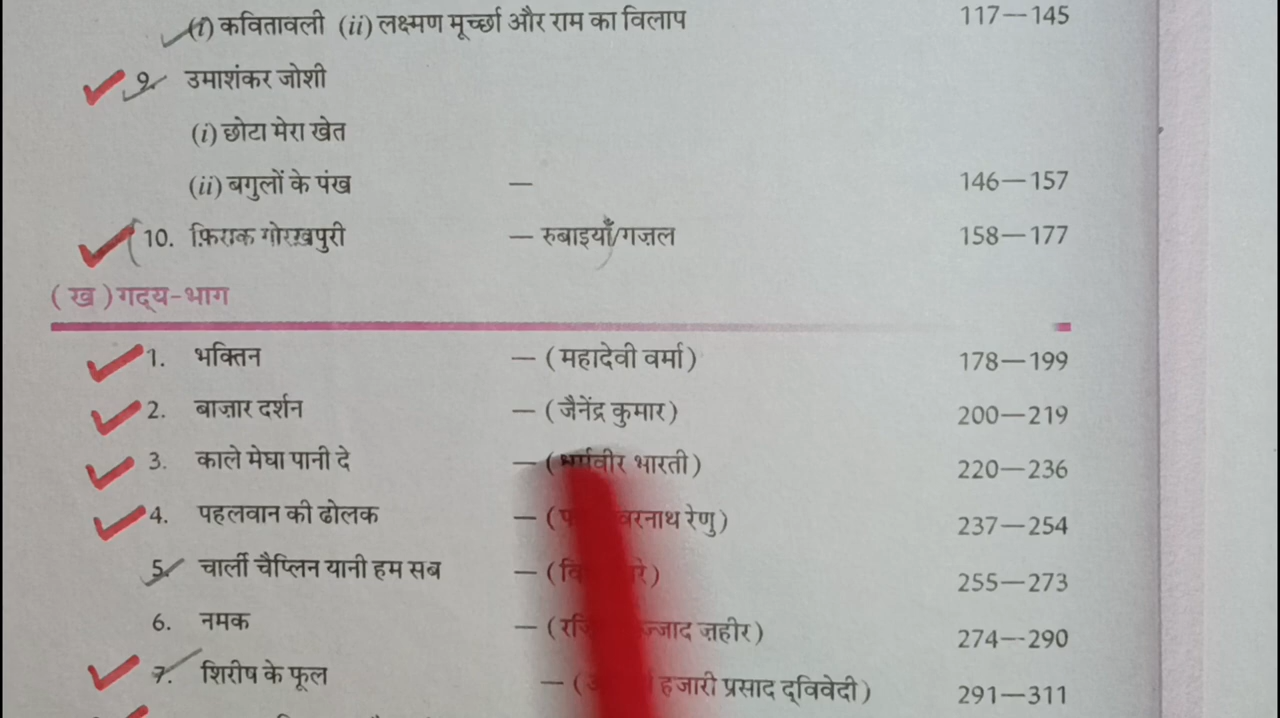 (i) कवितावली (ii) लक्ष्मण मूर्च्छा और राम का विलाप 117—145
9. उमाशंकर जोशी
(i) छोटा मेरा खेत
(ii) बगुलों के पंख — 146—157
10. फ़िराक गोरखपुरी — रुबाइयाँ/गज़ल 158—177
(ख) गद्य-भाग
1. भक्तिन — (महादेवी वर्मा) 178—199
2. बाज़ार दर्शन — (जैनेंद्र कुमार) 200—219
3. काले मेघा पानी दे — (धर्मवीर भारती) 220—236
4. पहलवान की ढोलक — रेणु) 237—254
5. चार्ली चैप्लिन यानी हम सब — 255—273
6. नमक — ज़हीर) 274—290
7. शिरीष के फूल — हजारी प्रसाद द्विवेदी) 291—311